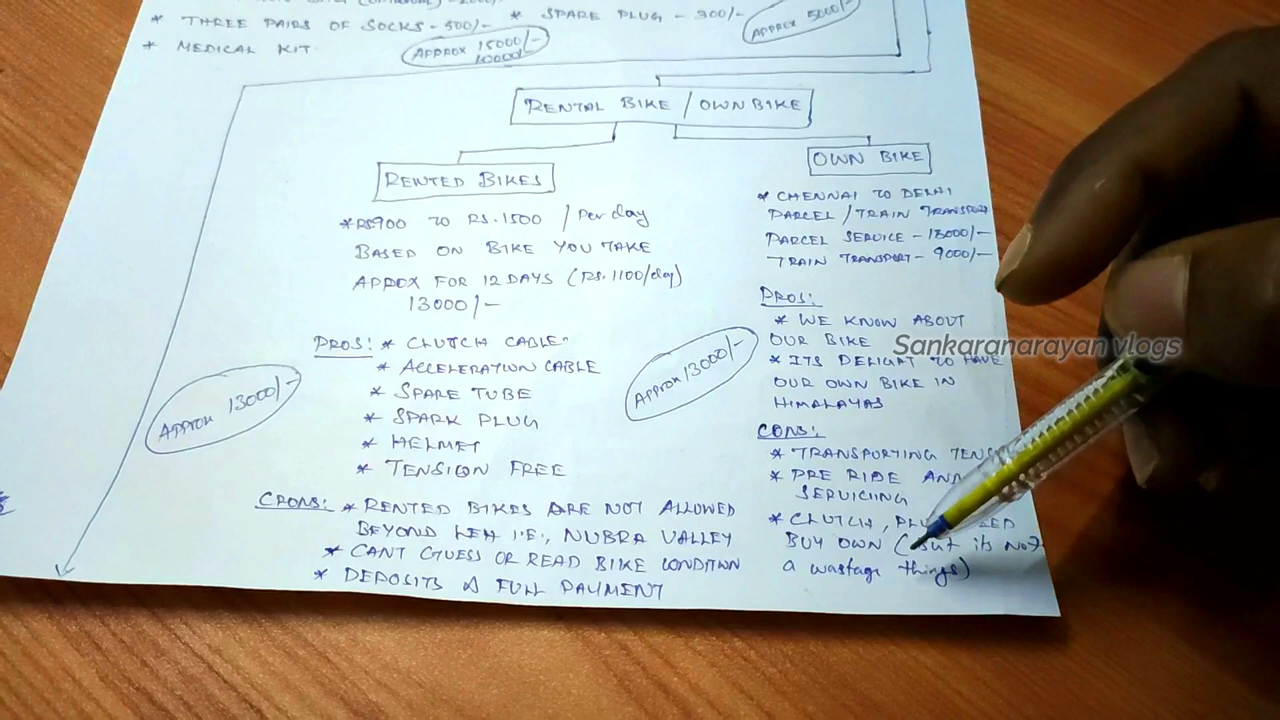 * THREE PAIRS OF SOCKS - 500/- * SPARE PLUG - 300/-
APPROX 5000/-
* MEDICAL KIT
APPROX 15000/-
10000/-
RENTAL BIKE / OWN BIKE
RENTED BIKES
*RS900 TO RS.1500 / Per day
BASED ON BIKE YOU TAKE
APPROX FOR 12 DAYS (RS.1100/day)
13000/-
PROS: * CLUTCH CABLE.
* ACCELERATION CABLE
* SPARE TUBE
* SPARK PLUG
* HELMET
* TENSION FREE
APPROX 13000/-
CRONS: * RENTED BIKES ARE NOT ALLOWED
BEYOND LEH I.E., NUBRA VALLEY
* CANT GUESS OR READ BIKE CONDITION
* DEPOSITS & FULL PAYMENT
OWN BIKE
* CHENNAI TO DELHI
PARCEL / TRAIN TRANSPORT
PARCEL SERVICE - 13000/-
TRAIN TRANSPORT - 9000/-
APPROX 13000/-
PROS:
* WE KNOW ABOUT
OUR BIKE
* ITS DELIGHT TO HAVE
OUR OWN BIKE IN
HIMALAYAS
CONS:
* TRANSPORTING
* PRE RIDE AND
SERVICING
* CLUTCH,
BUY OWN (but its not
a wastage things)
Sankaranarayan vlogs